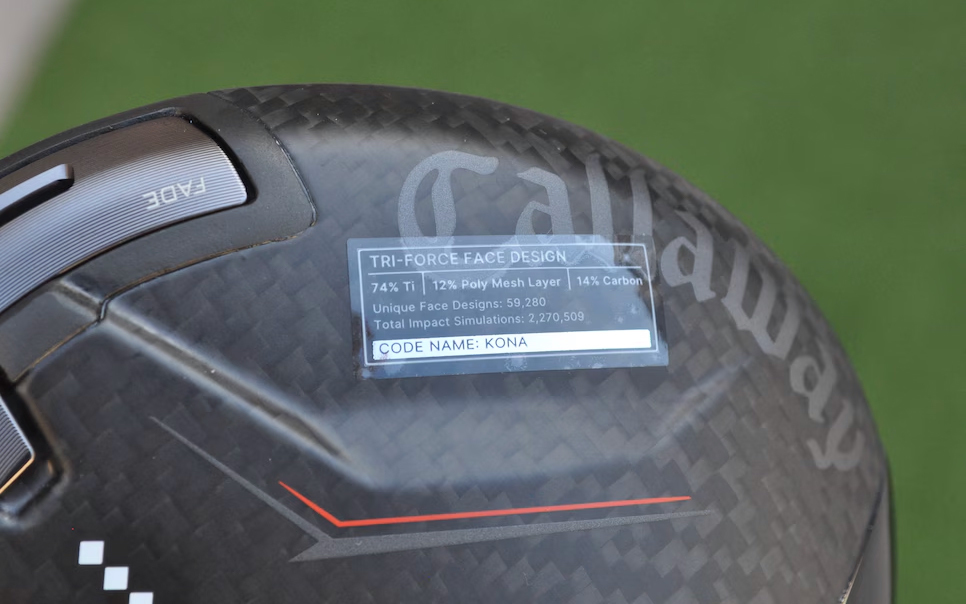 FADE
Callaway
TRI-FORCE FACE DESIGN
74% Ti | 12% Poly Mesh Layer | 14% Carbon
Unique Face Designs: 59,280
Total Impact Simulations: 2,270,509
CODE NAME: KONA